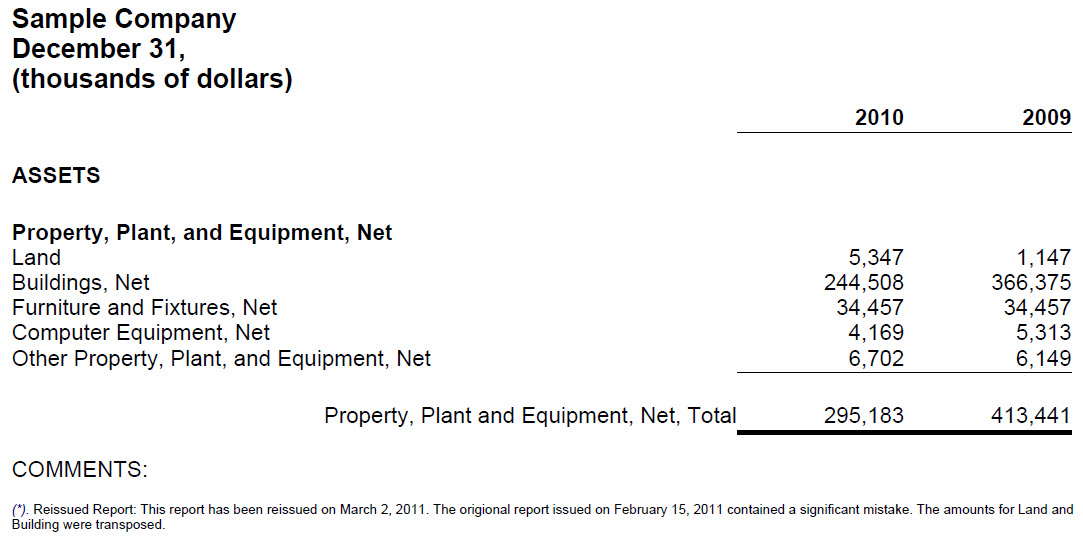 Sample Company
December 31,
(thousands of dollars)
2010 2009
ASSETS
Property, Plant, and Equipment, Net
Land 5,347 1,147
Buildings, Net 244,508 366,375
Furniture and Fixtures, Net 34,457 34,457
Computer Equipment, Net 4,169 5,313
Other Property, Plant, and Equipment, Net 6,702 6,149
Property, Plant and Equipment, Net, Total 295,183 413,441
COMMENTS:
(*). Reissued Report: This report has been reissued on March 2, 2011. The origional report issued on February 15, 2011 contained a significant mistake. The amounts for Land and
Building were transposed.